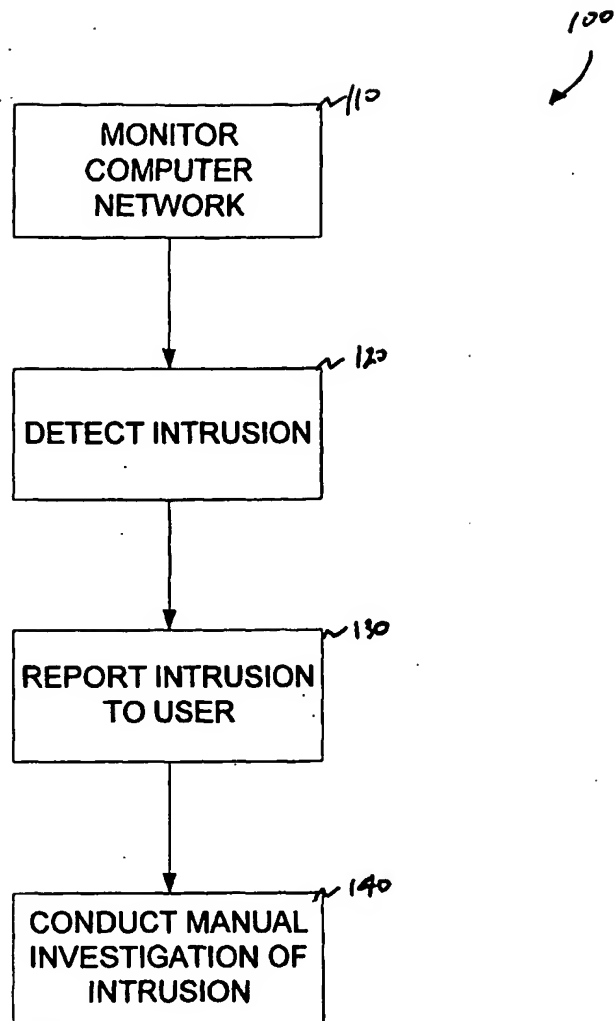 100
110
MONITOR
COMPUTER
NETWORK
120
DETECT INTRUSION
130
REPORT INTRUSION
TO USER
140
CONDUCT MANUAL
INVESTIGATION OF
INTRUSION